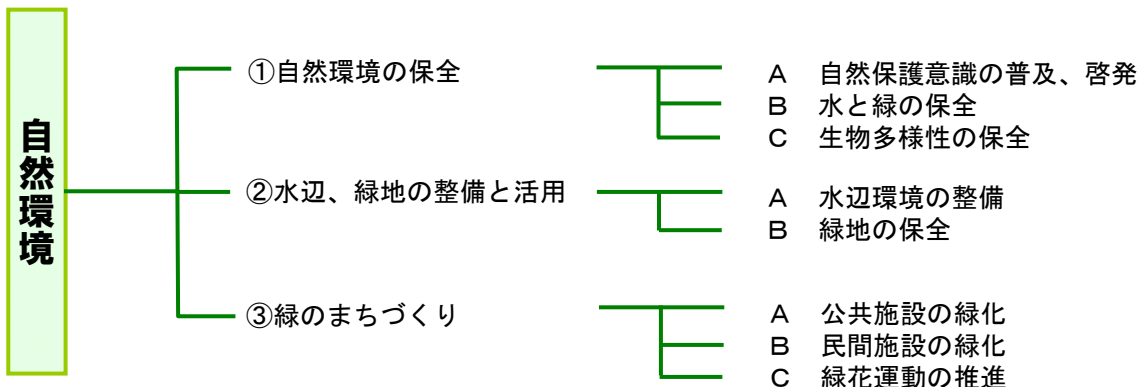 自然環境
①自然環境の保全
A 自然保護意識の普及、啓発
B 水と緑の保全
C 生物多様性の保全
②水辺、緑地の整備と活用
A 水辺環境の整備
B 緑地の保全
③緑のまちづくり
A 公共施設の緑化
B 民間施設の緑化
C 緑花運動の推進